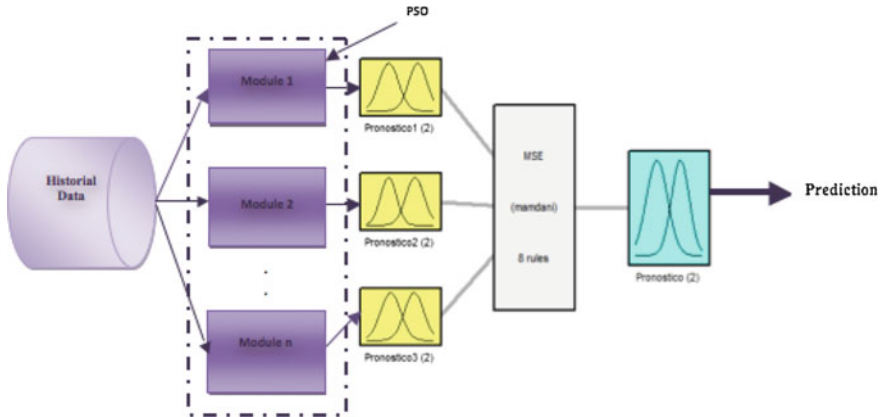 PSO
Module 1
Pronostico1 (2)
Historial
Data
Module 2
Pronostico2 (2)
.
.
Module n
Pronostico3 (2)
MSE
(mamdani)
8 rules
Pronostico (2)
Prediction